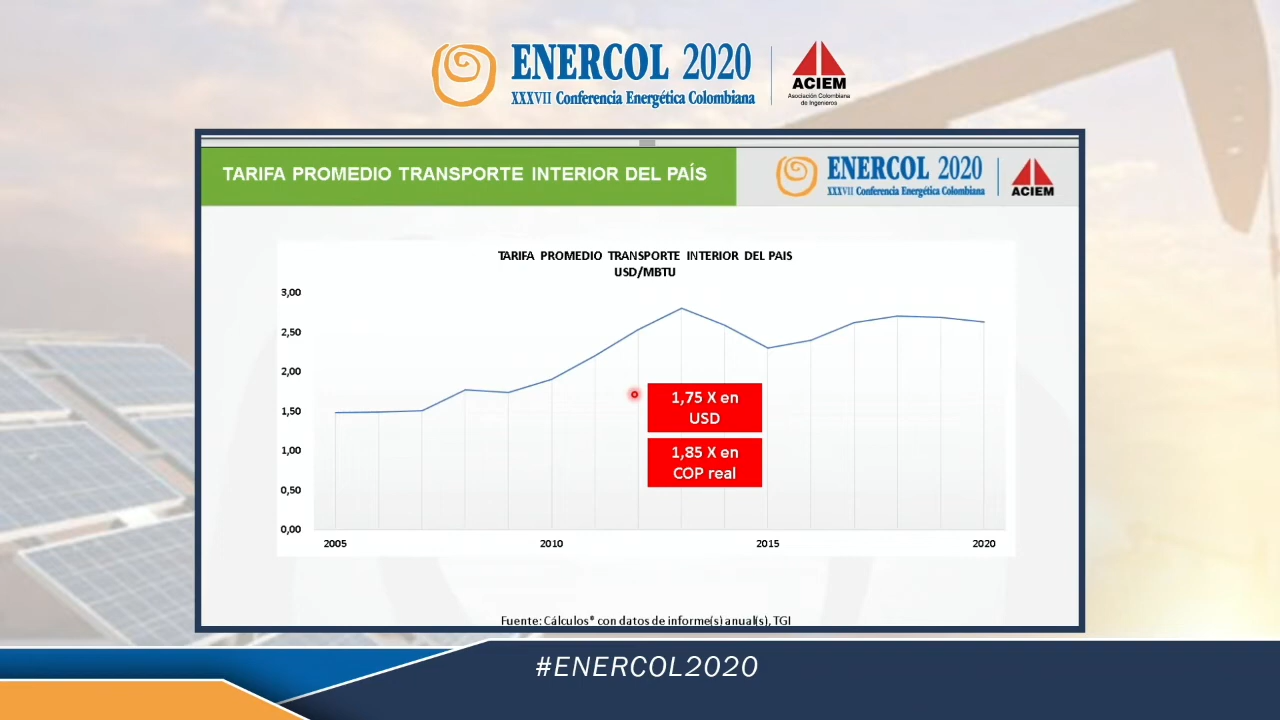 ENERCOL 2020
XXXVII Conferencia Energética Colombiana
ACIEM
Asociación Colombiana
de Ingenieros
TARIFA PROMEDIO TRANSPORTE INTERIOR DEL PAÍS
ENERCOL 2020
XXXVII Conferencia Energética Colombiana
ACIEM
TARIFA PROMEDIO TRANSPORTE INTERIOR DEL PAIS
USD/MBTU
3,00
2,50
2,00
1,50
1,00
0,50
0,00
1,75 X en
USD
1,85 X en
COP real
2005
2010
2015
2020
Fuente: Cálculos* con datos de informe(s) anual(s), TGI
#ENERCOL2020